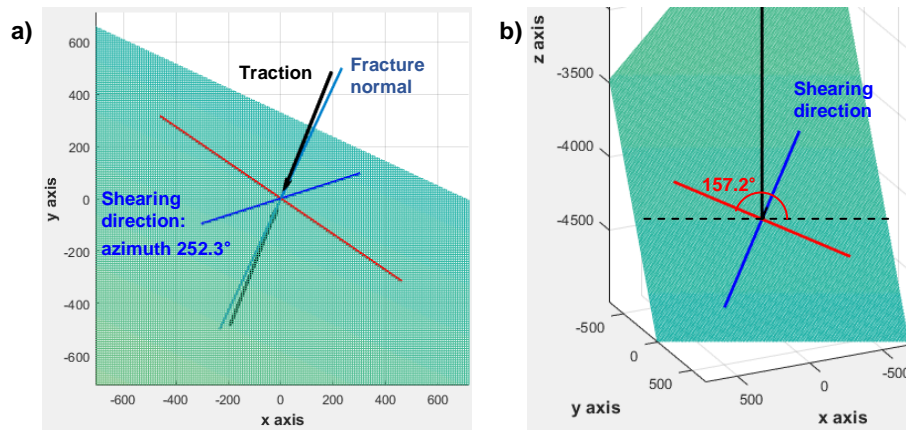 a)
600
400
200
0
-200
-400
-600
y axis
-600 -400 -200 0 200 400 600
x axis
Traction
Fracture
normal
Shearing
direction:
azimuth 252.3°
b)
z axis
-3500
-4000
-4500
Shearing
direction
157.2°
-500
0
500
y axis
500
0
-500
x axis